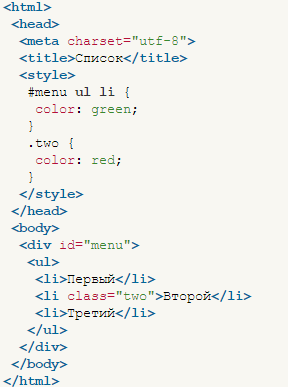 <html>
<head>
<meta charset="utf-8">
<title>Список</title>
<style>
#menu ul li {
color: green;
}
.two {
color: red;
}
</style>
</head>
<body>
<div id="menu">
<ul>
<li>Первый</li>
<li class="two">Второй</li>
<li>Третий</li>
</ul>
</div>
</body>
</html>